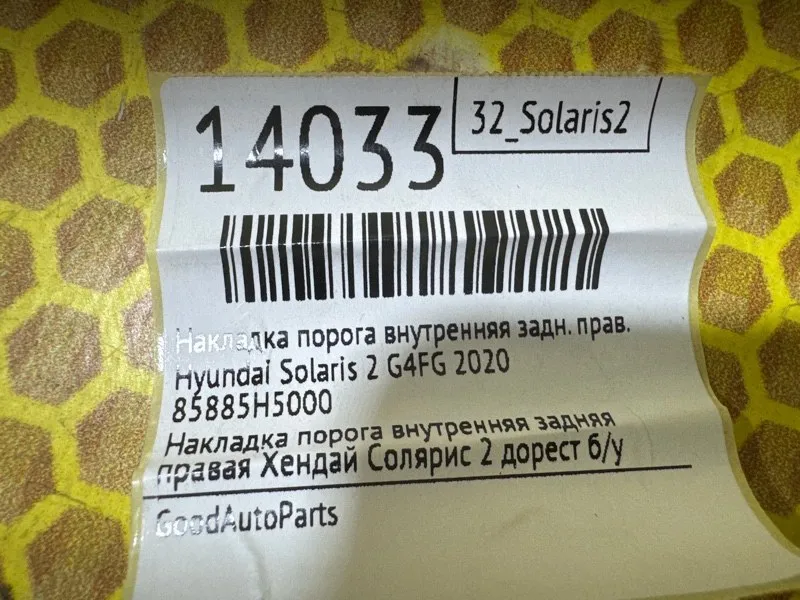 14033
32_Solaris2
Накладка порога внутренняя задн. прав.
Hyundai Solaris 2 G4FG 2020
85885H5000
Накладка порога внутренняя задняя
правая Хендай Солярис 2 дорест б/у
GoodAutoParts